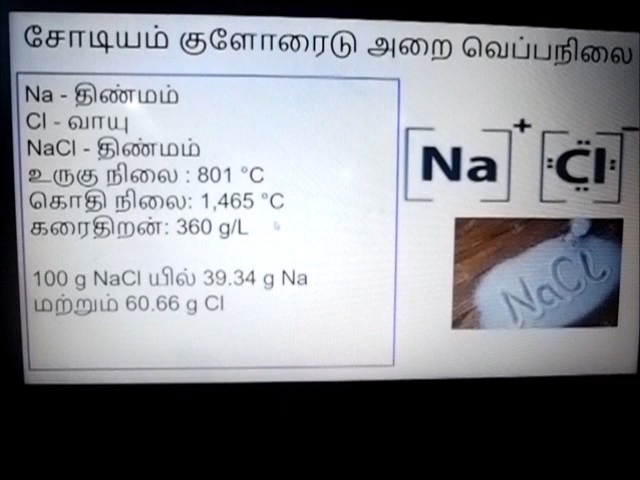 சோடியம் குளோரைடு அறை வெப்பநிலை
Na - திண்மம்
Cl - வாயு
NaCl - திண்மம்
உருகு நிலை : 801 °C
கொதி நிலை: 1,465 °C
கரைதிறன்: 360 g/L
100 g NaCl யில் 39.34 g Na
மற்றும் 60.66 g Cl
[Na]+ [Cl]-
NaCl